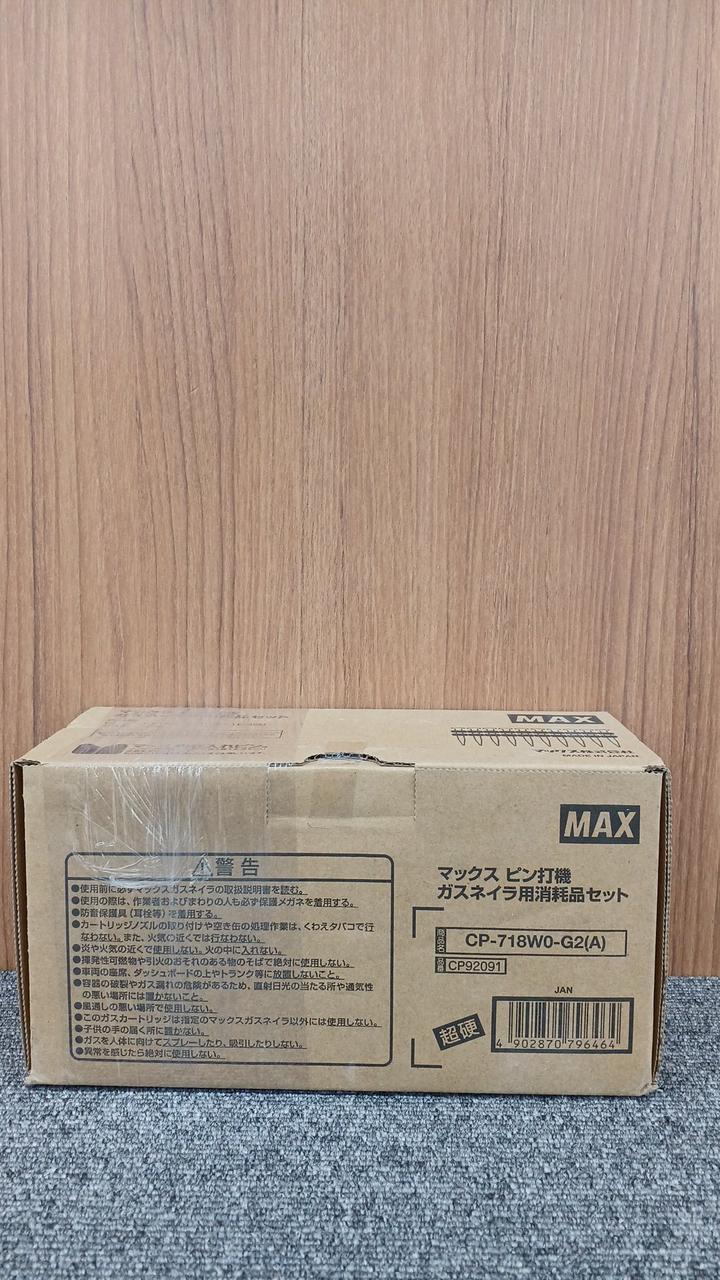 MAX
マックス株式会社
MADE IN JAPAN
MAX
マックス ピン打機
ガスネイラ用消耗品セット
商品名 CP-718W0-G2(A)
品番 CP92091
JAN
4 902870 796464
超硬
警告
●使用前に必ずマックスガスネイラの取扱説明書を読む。
●使用の際は、作業者およびまわりの人も必ず保護メガネを着用する。
●防音保護具(耳栓等)を着用する。
●カートリッジノズルの取り付けや空き缶の処理作業は、くわえタバコで行
なわない。また、火気の近くでは行なわない。
●炎や火気の近くで使用しない。火の中に入れない。
●揮発性可燃物や引火のおそれのある物のそばで絶対に使用しない。
●車両の座席、ダッシュボードの上やトランク等に放置しないこと。
●容器の破裂やガス漏れの危険があるため、直射日光の当たる所や通気性
の悪い場所には置かないこと。
●風通しの悪い場所で使用しない。
●このガスカートリッジは指定のマックスガスネイラ以外には使用しない。
●子供の手の届く所に置かない。
●ガスを人体に向けてスプレーしたり、吸引したりしない。
●異常を感じたら絶対に使用しない。